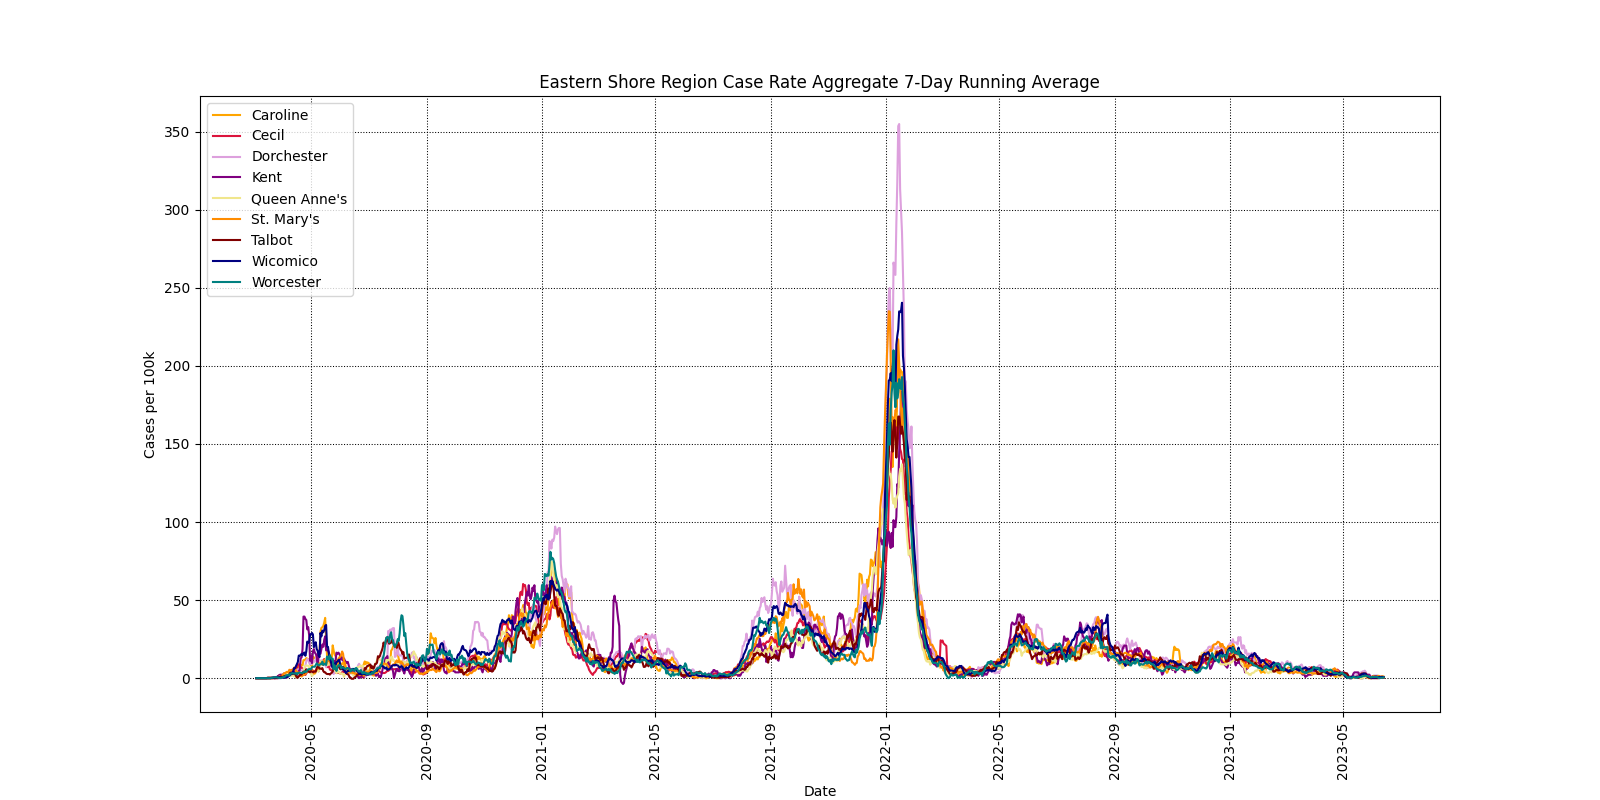 Eastern Shore Region Case Rate Aggregate 7-Day Running Average
Caroline
Cecil
Dorchester
Kent
Queen Anne's
St. Mary's
Talbot
Wicomico
Worcester
350
300
250
200
150
100
50
0
Cases per 100k
2020-05
2020-09
2021-01
2021-05
2021-09
2022-01
2022-05
2022-09
2023-01
2023-05
Date